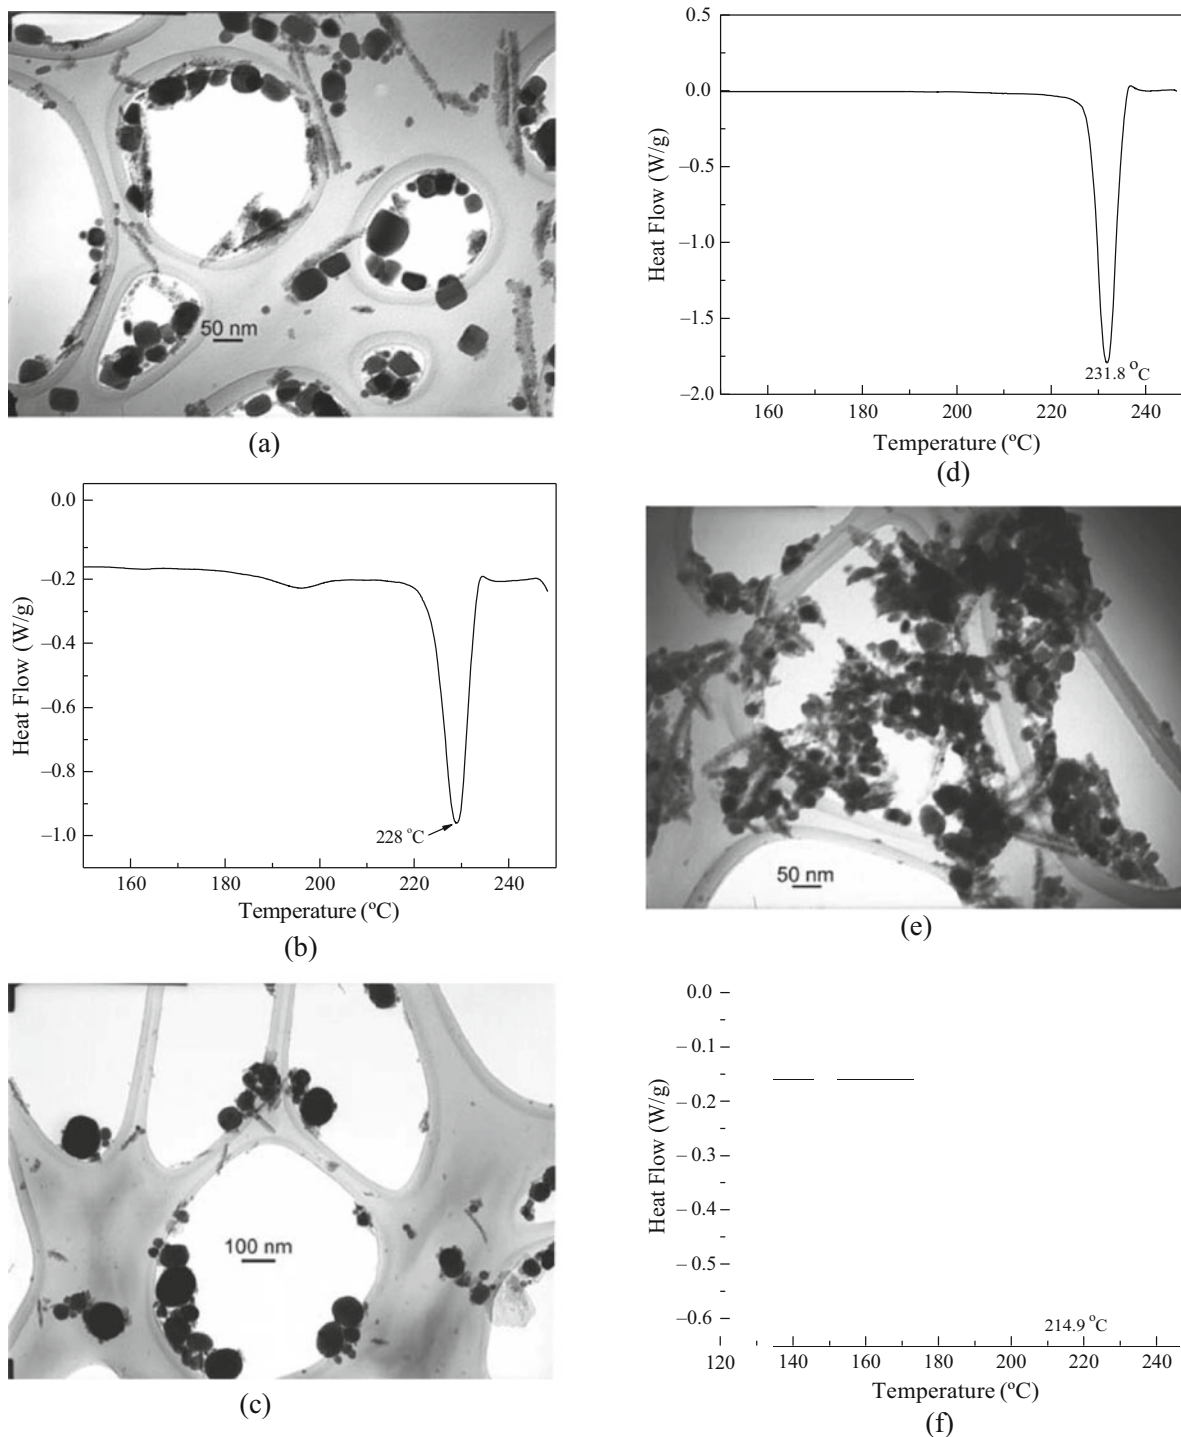 50 nm
(a)
0.0
–0.2
–0.4
–0.6
–0.8
–1.0
Heat Flow (W/g)
228 °C
160 180 200 220 240
Temperature (ºC)
(b)
100 nm
(c)
0.5
0.0
–0.5
–1.0
–1.5
–2.0
Heat Flow (W/g)
231.8 °C
160 180 200 220 240
Temperature (ºC)
(d)
50 nm
(e)
0.0
– 0.1
– 0.2
– 0.3
– 0.4
– 0.5
– 0.6
Heat Flow (W/g)
214.9 °C
120 140 160 180 200 220 240
Temperature (ºC)
(f)